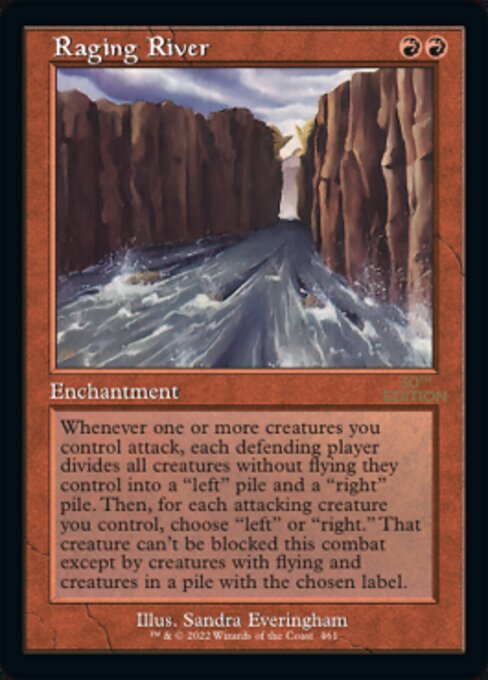 Raging River
Enchantment
30TH
EDITION
Whenever one or more creatures you
control attack, each defending player
divides all creatures without flying they
control into a “left” pile and a “right”
pile. Then, for each attacking creature
you control, choose “left” or “right.” That
creature can't be blocked this combat
except by creatures with flying and
creatures in a pile with the chosen label.
Illus. Sandra Everingham
™ & © 2022 Wizards of the Coast 461